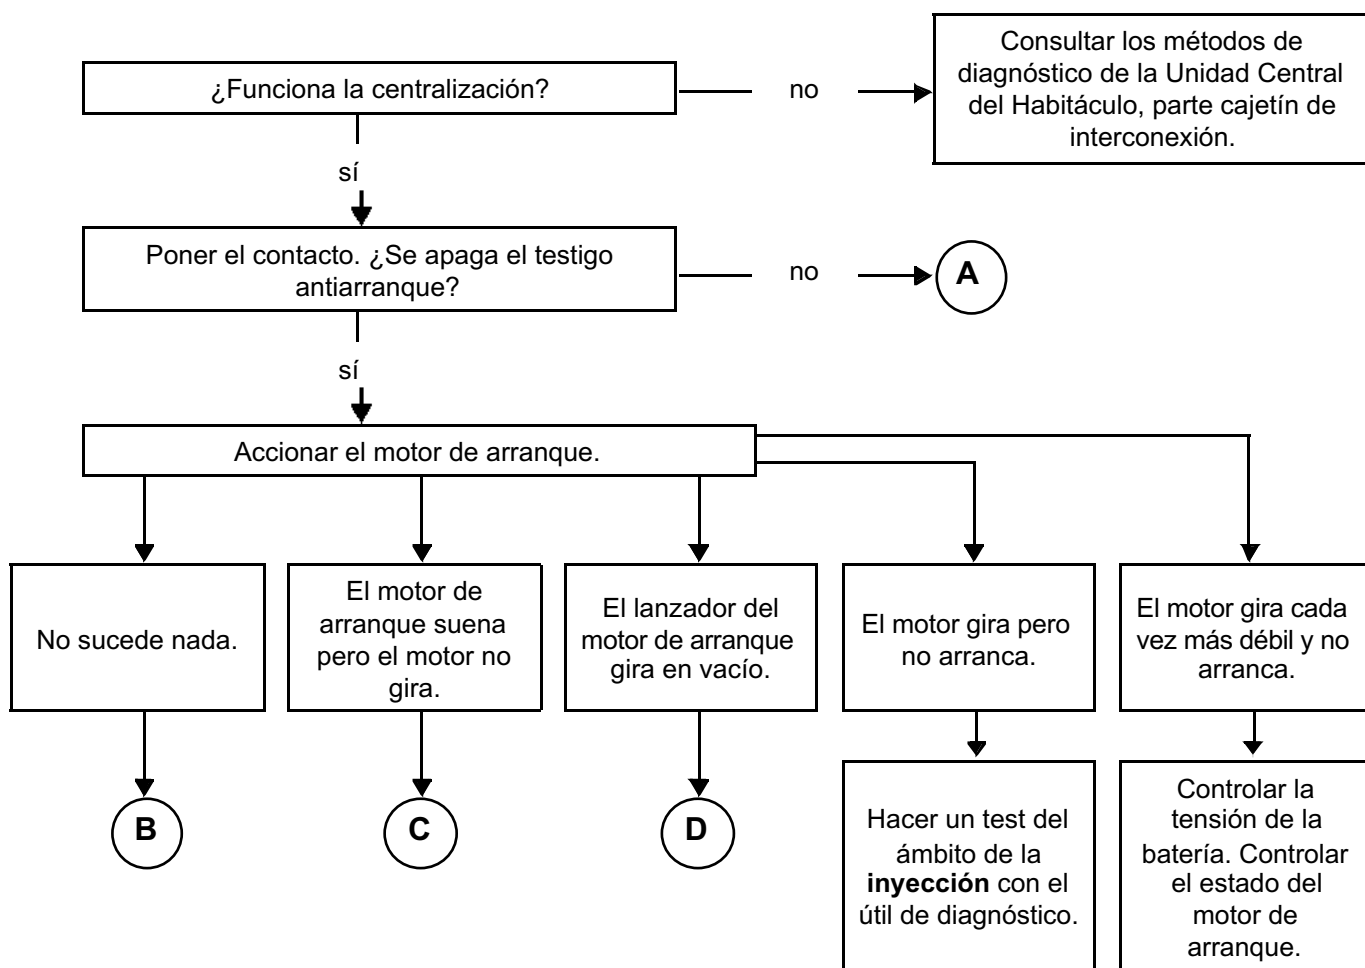 Consultar los métodos de
diagnóstico de la Unidad Central
del Habitáculo, parte cajetín de
interconexión.
¿Funciona la centralización?
no
sí
Poner el contacto. ¿Se apaga el testigo
antiarranque?
no
A
sí
Accionar el motor de arranque.
No sucede nada.
El motor de
arranque suena
pero el motor no
gira.
El lanzador del
motor de arranque
gira en vacío.
El motor gira pero
no arranca.
El motor gira cada
vez más débil y no
arranca.
B
C
D
Hacer un test del
ámbito de la
inyección con el
útil de diagnóstico.
Controlar la
tensión de la
batería. Controlar
el estado del
motor de
arranque.